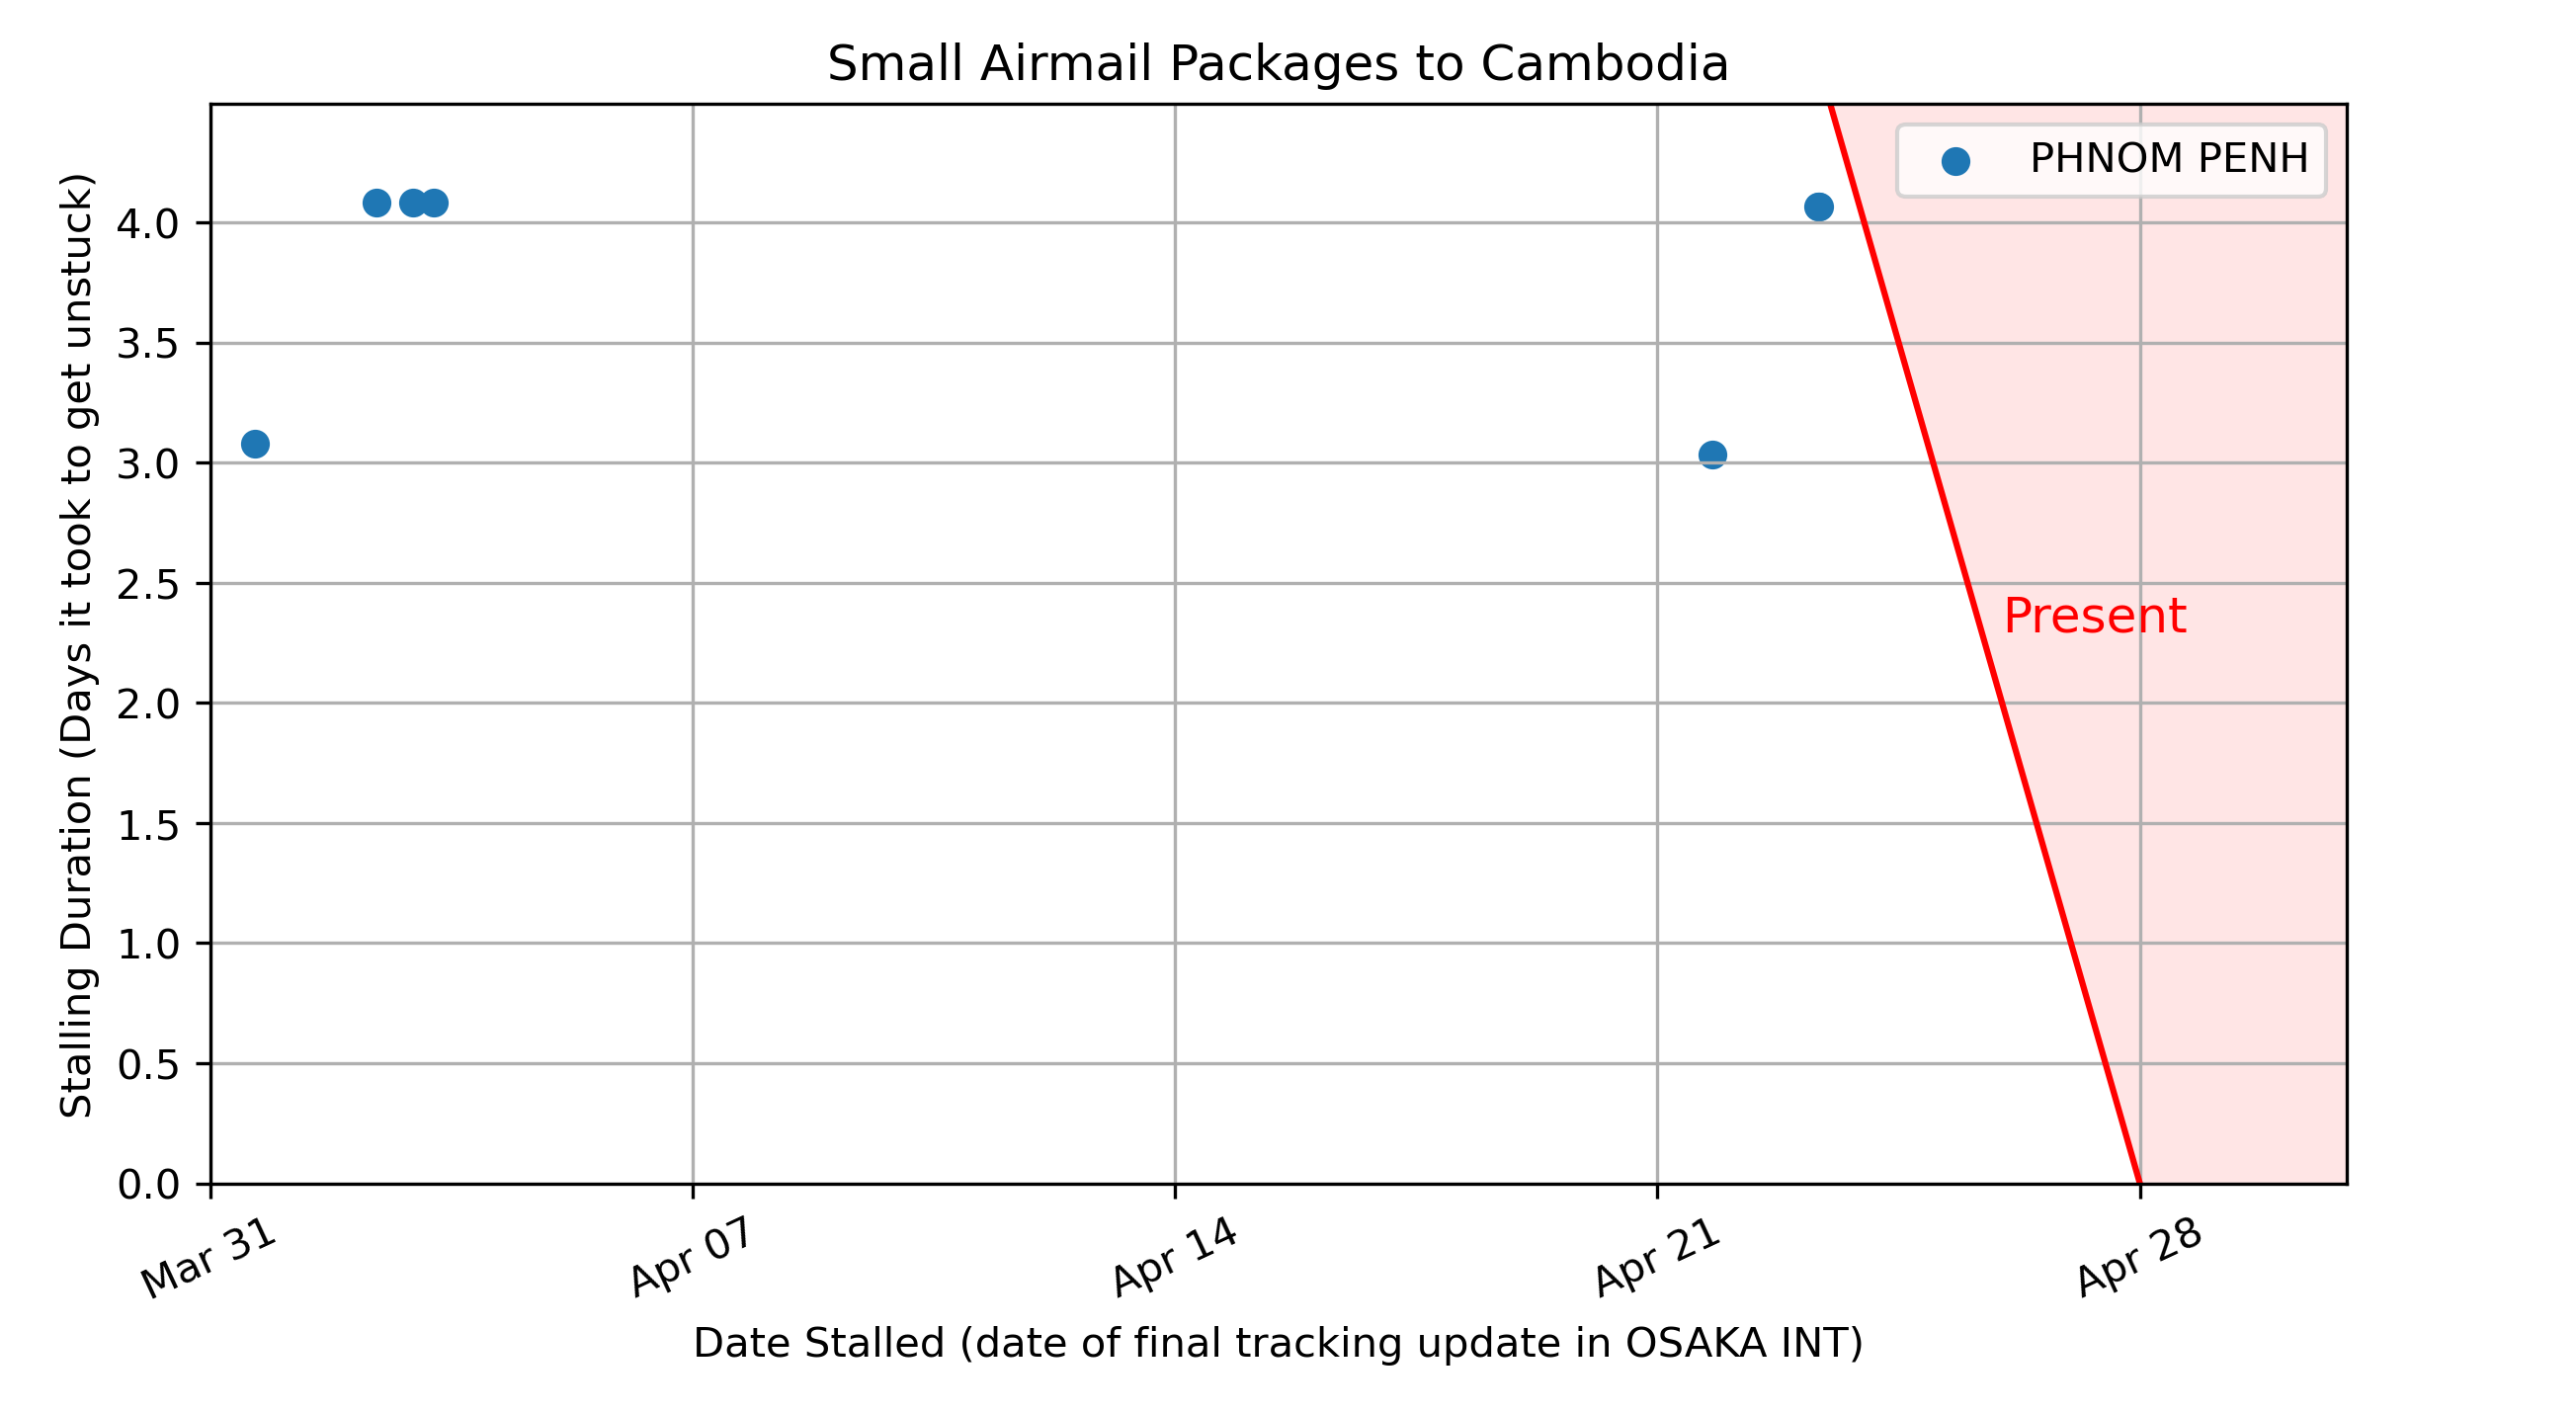 Small Airmail Packages to Cambodia
PHNOM PENH
Stalling Duration (Days it took to get unstuck)
4.0
3.5
3.0
2.5
2.0
1.5
1.0
0.5
0.0
Present
Mar 31
Apr 07
Apr 14
Apr 21
Apr 28
Date Stalled (date of final tracking update in OSAKA INT)